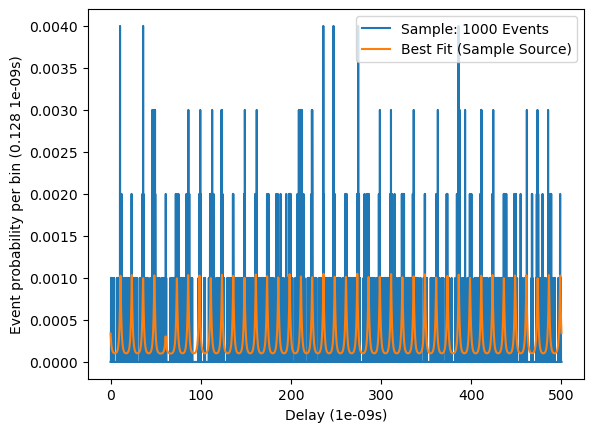 Sample: 1000 Events
Best Fit (Sample Source)
Event probability per bin (0.128 1e-09s)
0.0040
0.0035
0.0030
0.0025
0.0020
0.0015
0.0010
0.0005
0.0000
0 100 200 300 400 500
Delay (1e-09s)